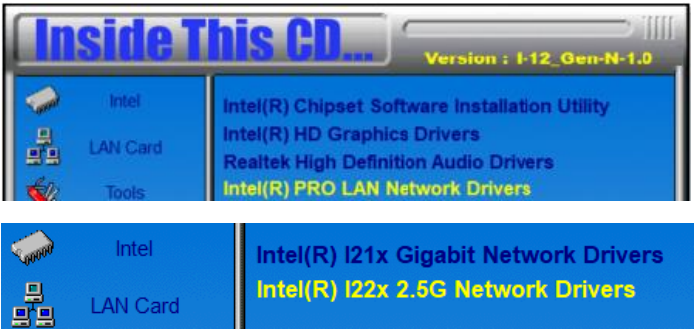 Inside This CD...
Version : I-12_Gen-N-1.0
Intel
LAN Card
Tools
Intel(R) Chipset Software Installation Utility
Intel(R) HD Graphics Drivers
Realtek High Definition Audio Drivers
Intel(R) PRO LAN Network Drivers
Intel
LAN Card
Intel(R) I21x Gigabit Network Drivers
Intel(R) I22x 2.5G Network Drivers